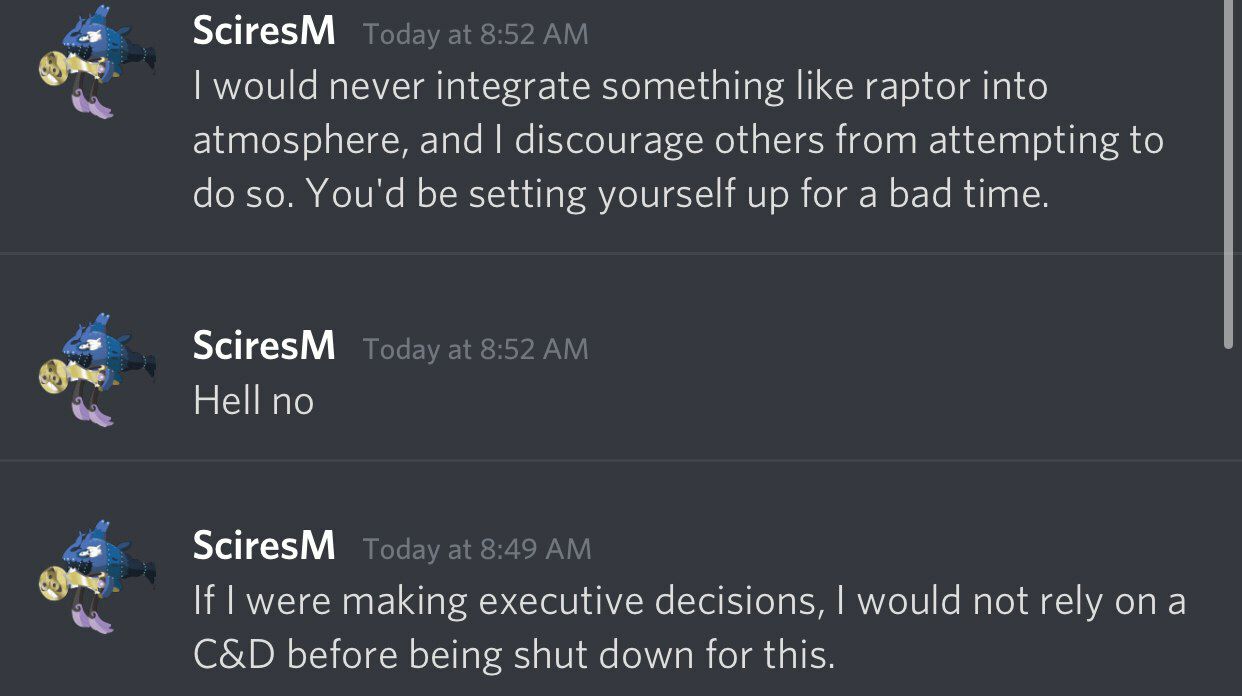 SciresM Today at 8:52 AM
I would never integrate something like raptor into
atmosphere, and I discourage others from attempting to
do so. You'd be setting yourself up for a bad time.
SciresM Today at 8:52 AM
Hell no
SciresM Today at 8:49 AM
If I were making executive decisions, I would not rely on a
C&D before being shut down for this.